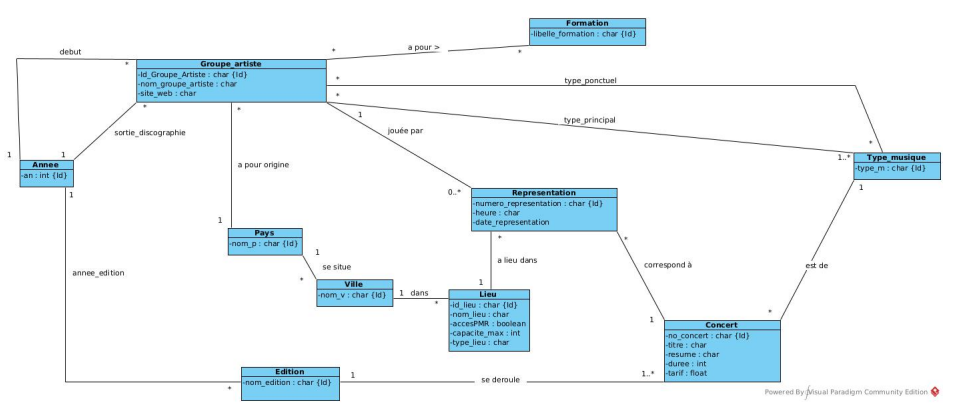 Formation
-libelle_formation : char {Id}
a pour >
*
*
debut
*
Groupe_artiste
-Id_Groupe_Artiste : char {Id}
-nom_groupe_artiste : char
-site_web : char
*
type_ponctuel
*
*
type_principal
*
1..*
Type_musique
-type_m : char {Id}
1
*
sortie_discographie
*
1
jouée par
1
1
Annee
-an : int {Id}
1
a pour origine
0..*
Representation
-numero_representation : char {Id}
-heure : char
-date_representation
1
Pays
-nom_p : char {Id}
*
a lieu dans
*
correspond à
est de
1
se situe
*
annee_edition
Ville
-nom_v : char {Id}
1 dans
*
1
Lieu
-id_lieu : char {Id}
-nom_lieu : char
-accesPMR : boolean
-capacite_max : int
-type_lieu : char
1
*
Concert
-no_concert : char {Id}
-titre : char
-resume : char
-duree : int
-tarif : float
Edition
-nom_edition : char {Id}
*
1
se deroule
1..*
Powered By Visual Paradigm Community Edition